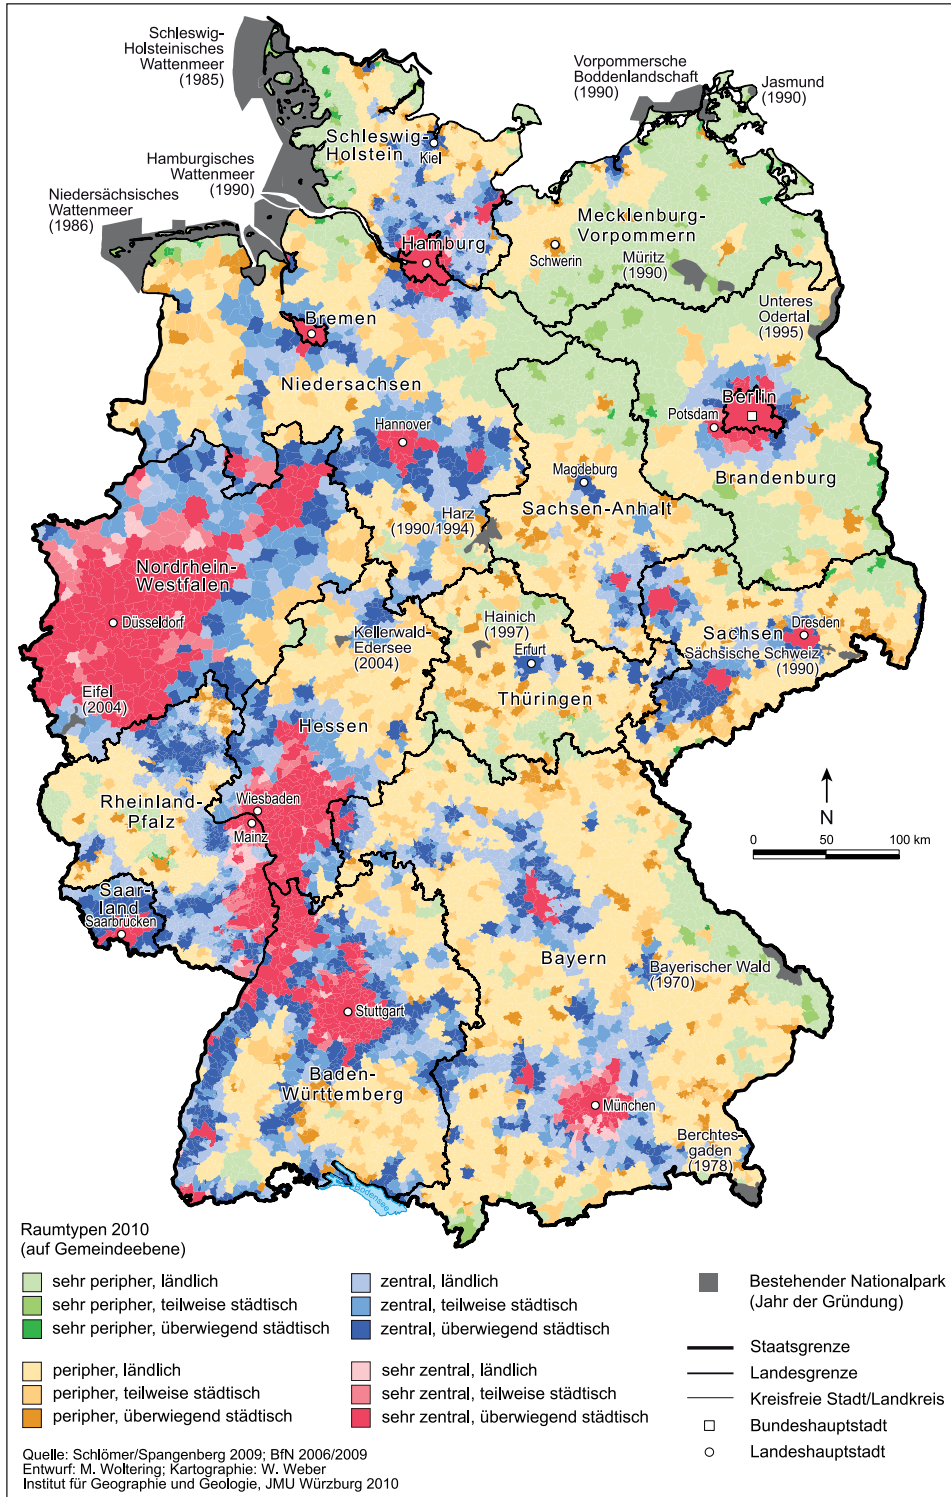 Schleswig-
Holsteinisches
Wattenmeer
(1985)
Vorpommersche
Boddenlandschaft
(1990)
Jasmund
(1990)
Schleswig-
Holstein
Kiel
Hamburgisches
Wattenmeer
(1990)
Niedersächsisches
Wattenmeer
(1986)
Mecklenburg-
Vorpommern
Schwerin
Müritz
(1990)
Hamburg
Unteres
Odertal
(1995)
Bremen
Niedersachsen
Berlin
Potsdam
Hannover
Magdeburg
Brandenburg
Sachsen-Anhalt
Harz
(1990/1994)
Nordrhein-
Westfalen
Düsseldorf
Kellerwald-
Edersee
(2004)
Hainich
(1997)
Erfurt
Sachsen
Dresden
Sächsische Schweiz
(1990)
Thüringen
Eifel
(2004)
Hessen
Rheinland-
Pfalz
Wiesbaden
Mainz
N
0 50 100 km
Saar-
land
Saarbrücken
Bayern
Bayerischer Wald
(1970)
Stuttgart
Baden-
Württemberg
München
Berchtes-
gaden
(1978)
Bodensee
Raumtypen 2010
(auf Gemeindeebene)
sehr peripher, ländlich
sehr peripher, teilweise städtisch
sehr peripher, überwiegend städtisch
peripher, ländlich
peripher, teilweise städtisch
peripher, überwiegend städtisch
zentral, ländlich
zentral, teilweise städtisch
zentral, überwiegend städtisch
sehr zentral, ländlich
sehr zentral, teilweise städtisch
sehr zentral, überwiegend städtisch
Bestehender Nationalpark
(Jahr der Gründung)
Staatsgrenze
Landesgrenze
Kreisfreie Stadt/Landkreis
Bundeshauptstadt
Landeshauptstadt
Quelle: Schlömer/Spangenberg 2009; BfN 2006/2009
Entwurf: M. Woltering; Kartographie: W. Weber
Institut für Geographie und Geologie, JMU Würzburg 2010